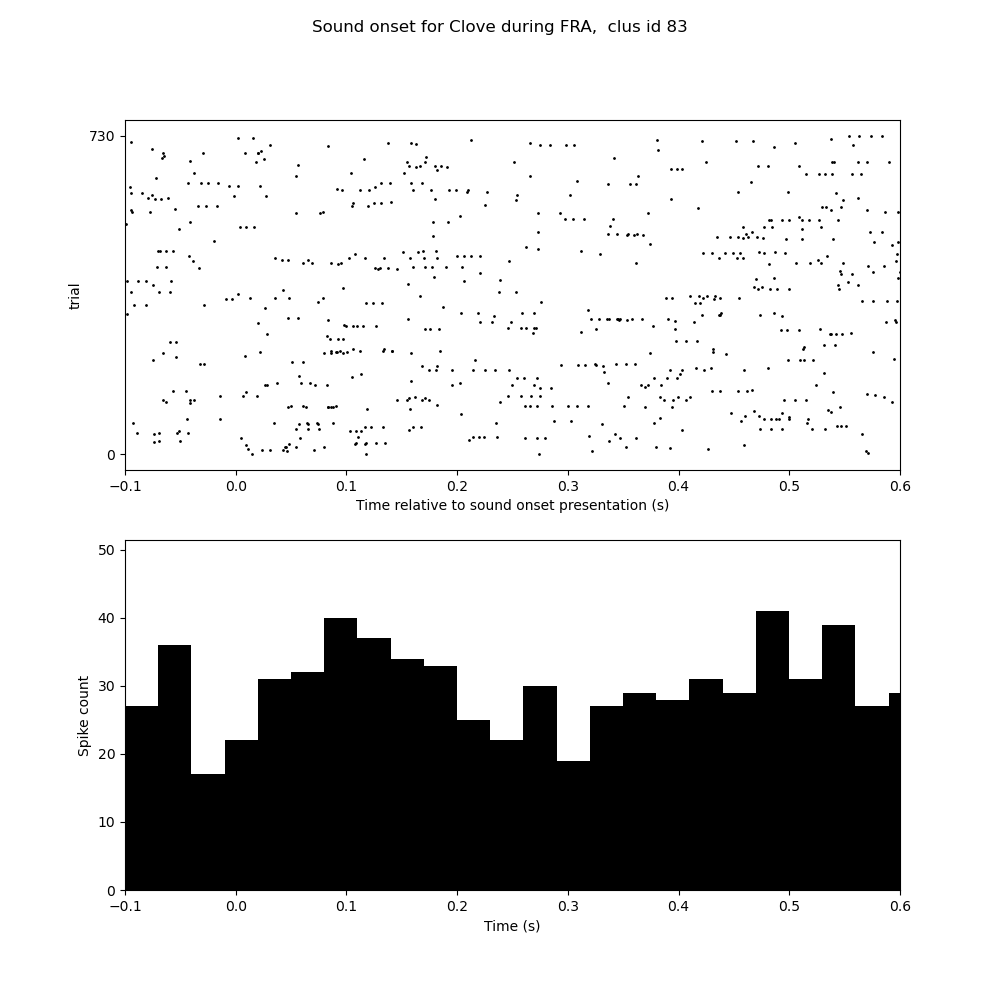 Sound onset for Clove during FRA,  clus id 83
730
0
trial
−0.1 0.0 0.1 0.2 0.3 0.4 0.5 0.6
Time relative to sound onset presentation (s)
50
40
30
20
10
0
Spike count
−0.1 0.0 0.1 0.2 0.3 0.4 0.5 0.6
Time (s)